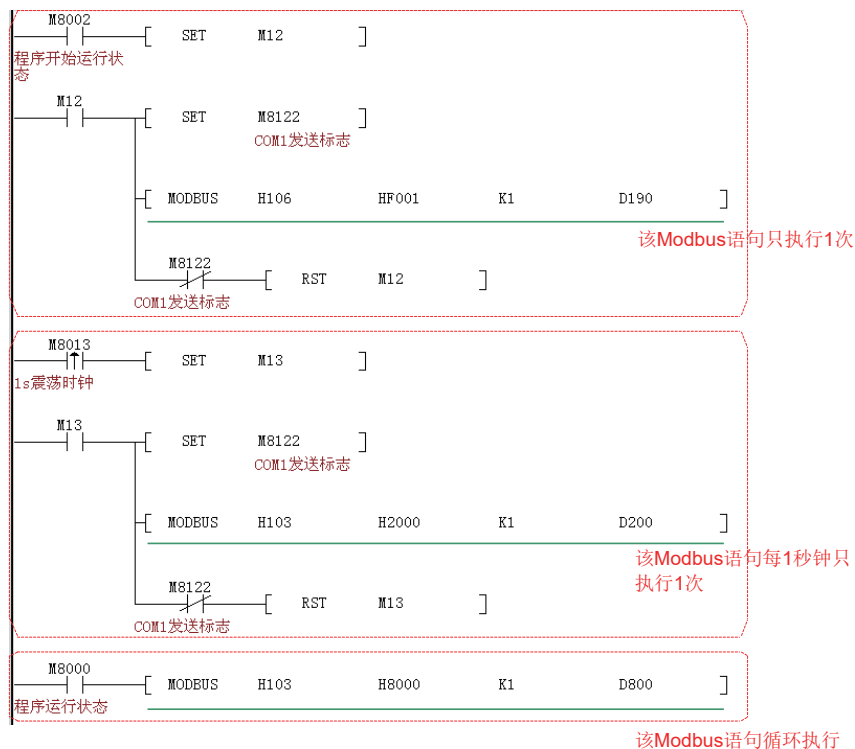 M8002
SET M12
程序开始运行状
态
M12
SET M8122
COM1发送标志
MODBUS H106 HF001 K1 D190
该Modbus语句只执行1次
M8122
RST M12
COM1发送标志
M8013
SET M13
1s震荡时钟
M13
SET M8122
COM1发送标志
MODBUS H103 H2000 K1 D200
该Modbus语句每1秒钟只
执行1次
M8122
RST M13
COM1发送标志
M8000
MODBUS H103 H8000 K1 D800
程序运行状态
该Modbus语句循环执行